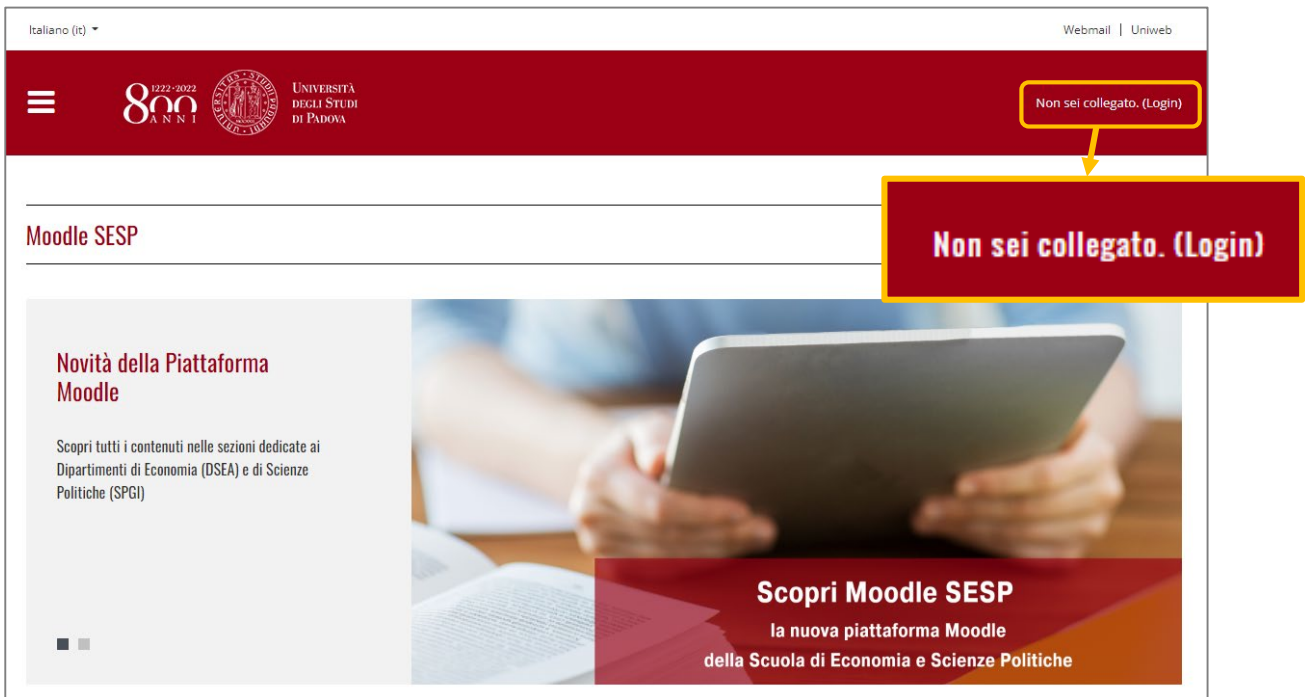 Italiano (it)
Webmail | Uniweb
1222-2022
800
ANNI
UNIVERSITÀ
DEGLI STUDI
DI PADOVA
Non sei collegato. (Login)
Non sei collegato. (Login)
Moodle SESP
Novità della Piattaforma
Moodle
Scopri tutti i contenuti nelle sezioni dedicate ai
Dipartimenti di Economia (DSEA) e di Scienze
Politiche (SPGI)
Scopri Moodle SESP
la nuova piattaforma Moodle
della Scuola di Economia e Scienze Politiche